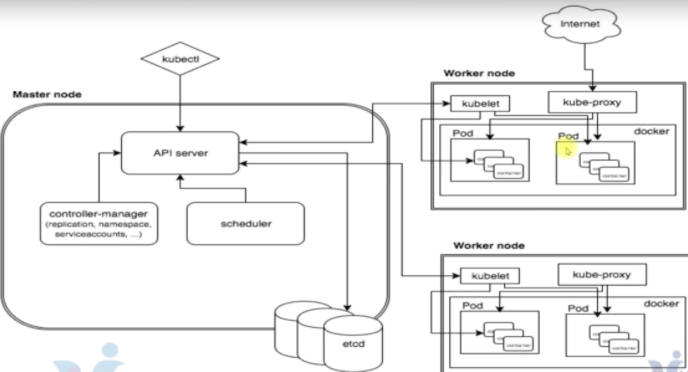 Internet
kubectl
Worker node
Master node
kubelet
kube-proxy
Pod
Pod
docker
API server
container
container
controller-manager
(replication, namespace,
serviceaccounts, ...)
scheduler
Worker node
kubelet
kube-proxy
Pod
Pod
docker
etcd
container
container